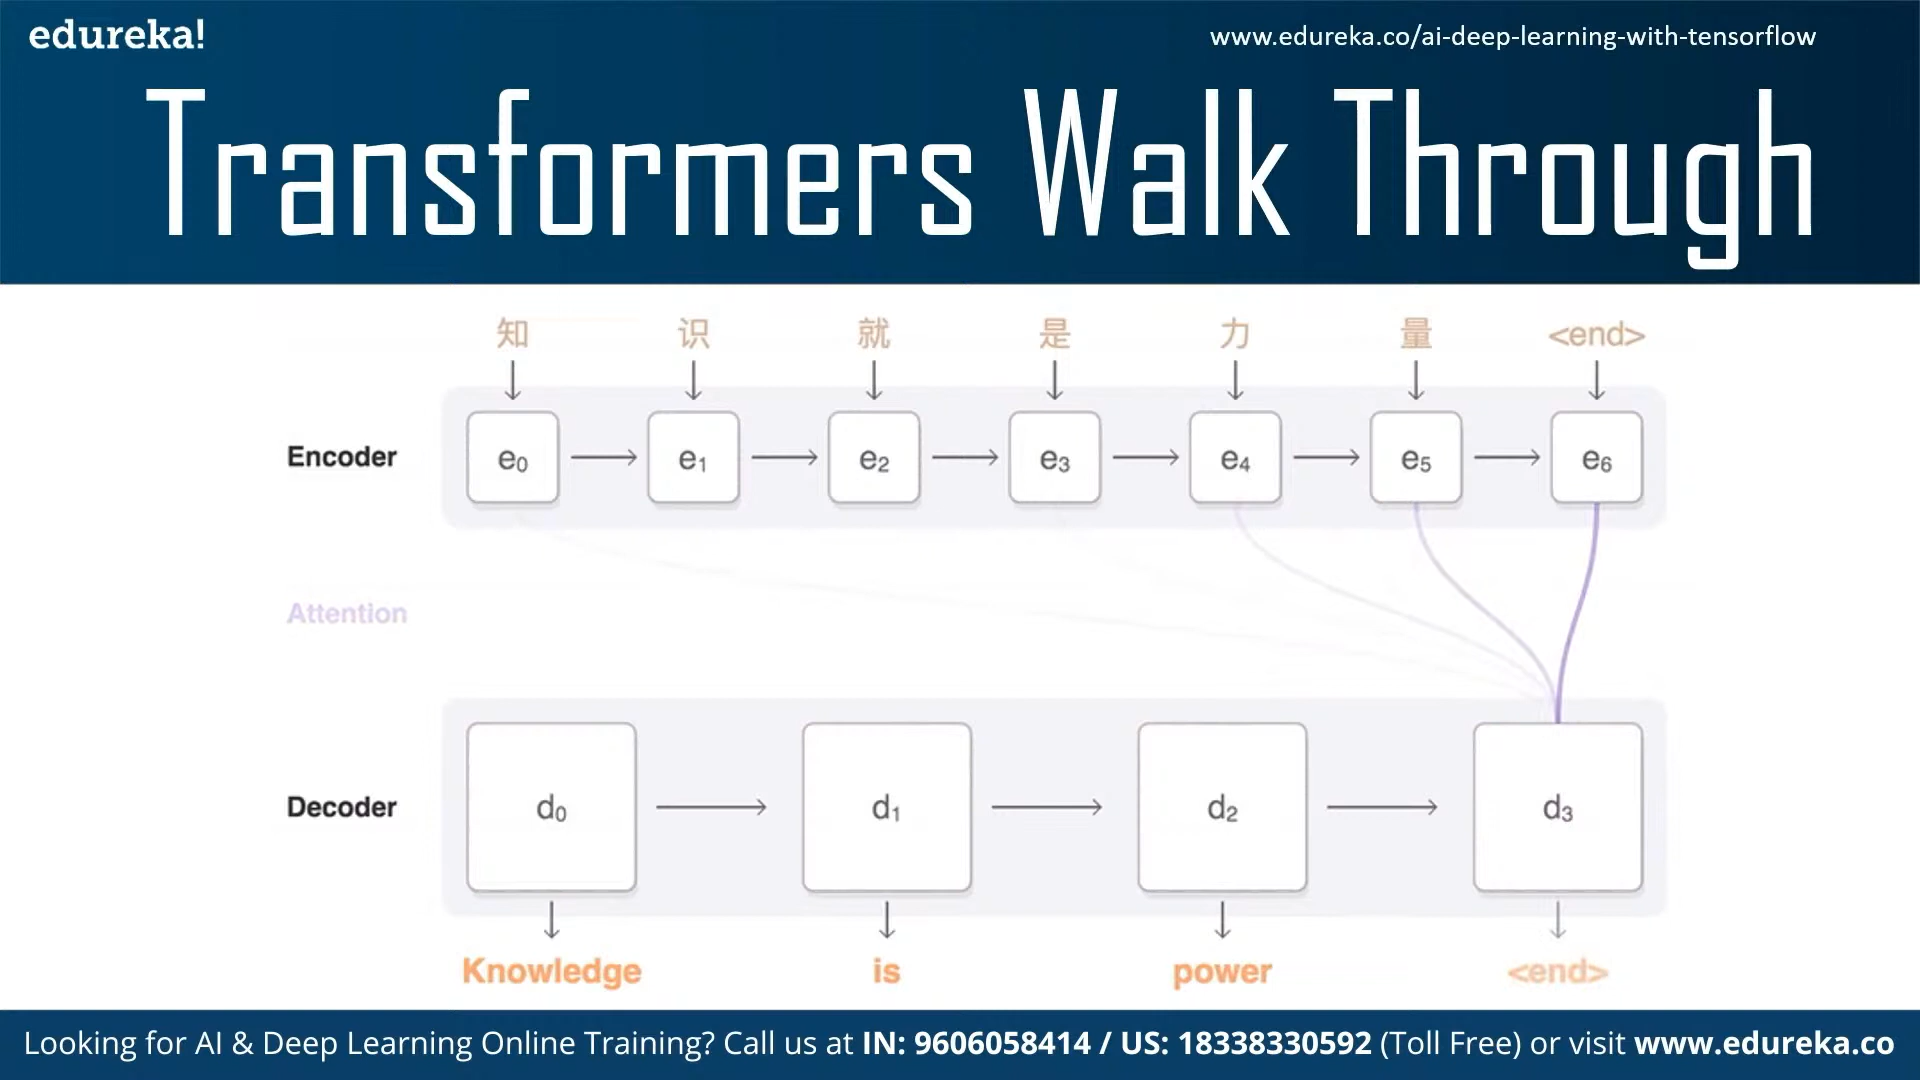 edureka!
www.edureka.co/ai-deep-learning-with-tensorflow
Transformers Walk Through
知 识 就 是 力 量 <end>
Encoder e0 e1 e2 e3 e4 e5 e6
Attention
Decoder d0 d1 d2 d3
Knowledge is power <end>
Looking for AI & Deep Learning Online Training? Call us at IN: 9606058414 / US: 18338330592 (Toll Free) or visit www.edureka.co